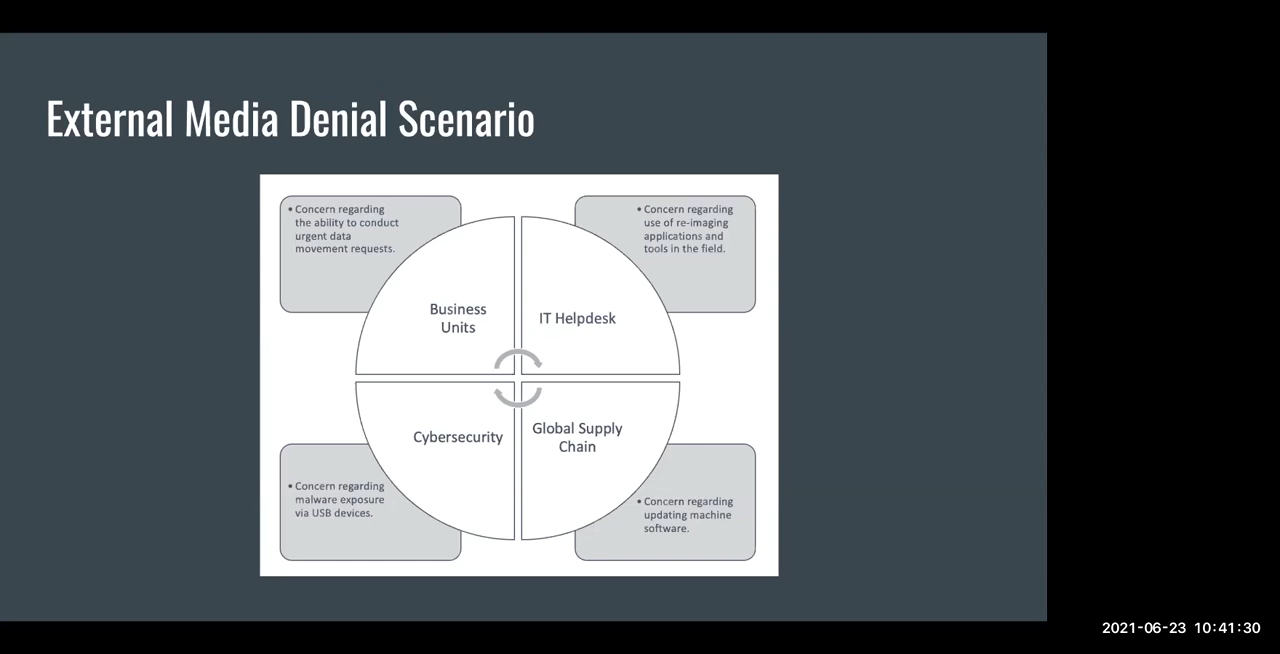 External Media Denial Scenario
• Concern regarding
the ability to conduct
urgent data
movement requests.
• Concern regarding
use of re-imaging
applications and
tools in the field.
Business
Units
IT Helpdesk
Cybersecurity
Global Supply
Chain
• Concern regarding
malware exposure
via USB devices.
• Concern regarding
updating machine
software.
2021-06-23 10:41:30